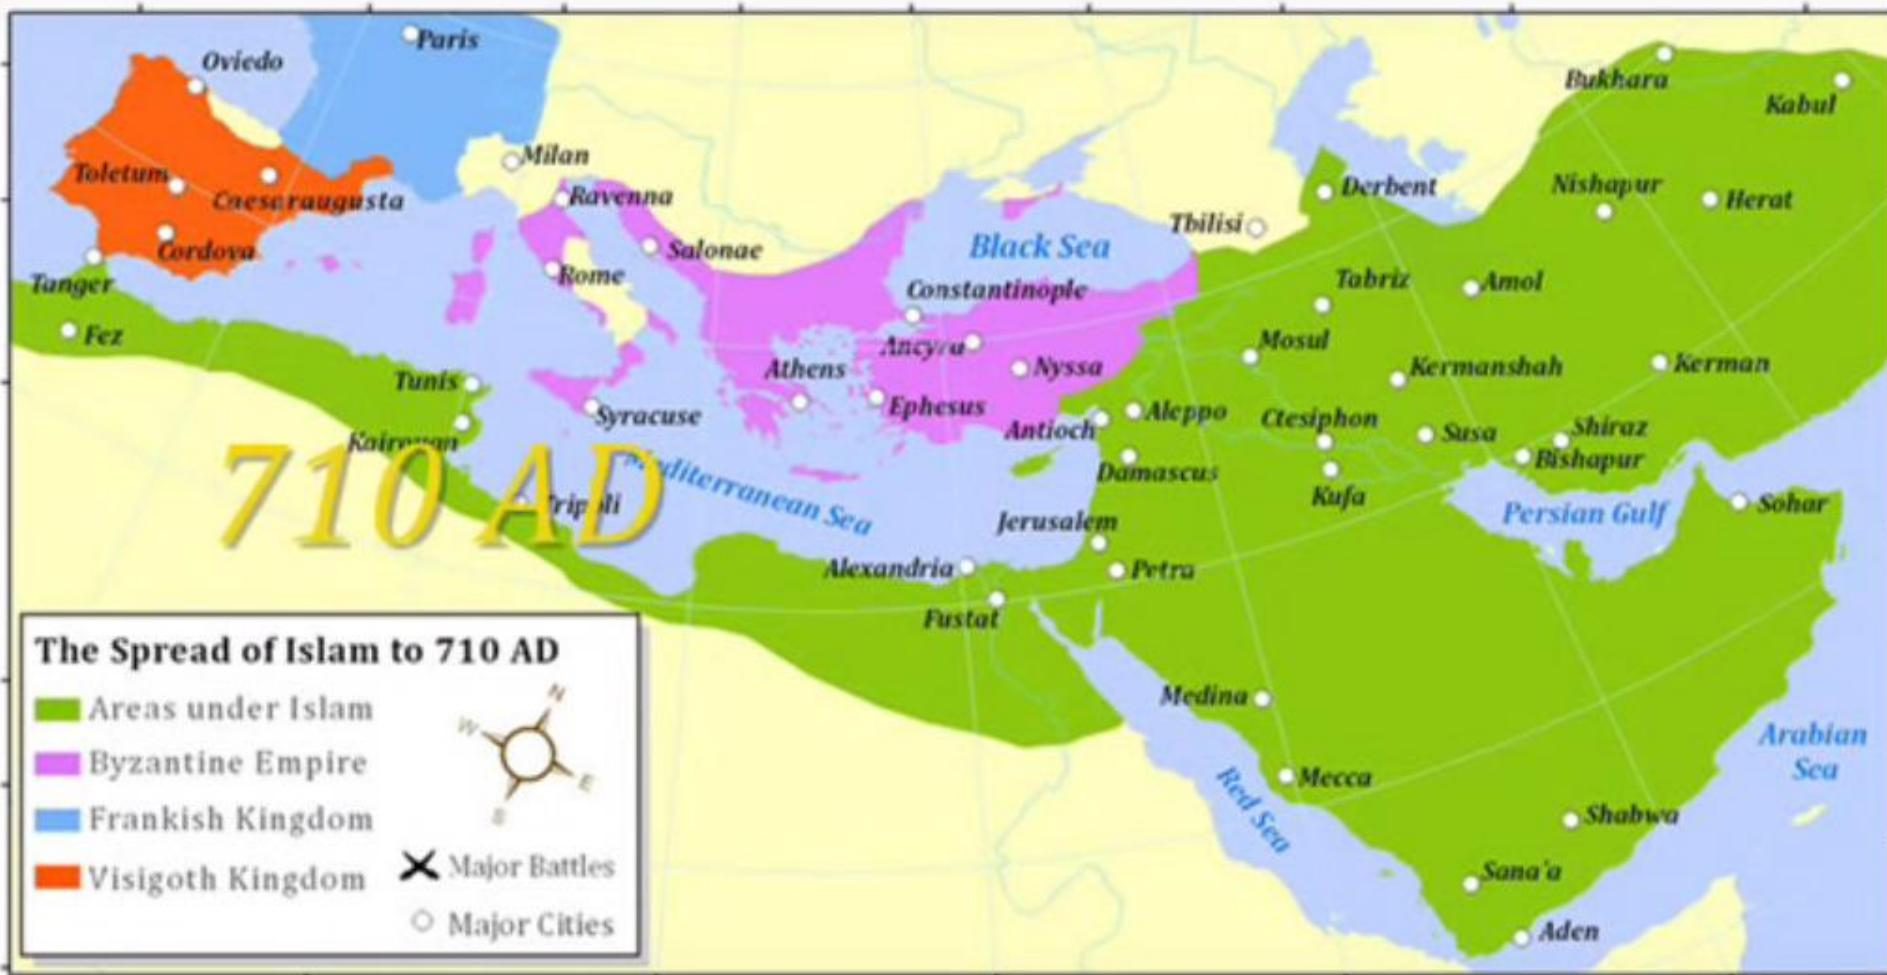 Paris
Oviedo
Bukhara
Kabul
Milan
Toletum
Caesaraugusta
Ravenna
Derbent
Nishapur
Herat
Tbilisi
Cordova
Salonae
Black Sea
Rome
Tanger
Constantinople
Tabriz
Amol
Fez
Ancyra
Mosul
Athens
Nyssa
Kermanshah
Kerman
Tunis
Ephesus
Aleppo
Syracuse
Ctesiphon
Antioch
Susa
Shiraz
Kairouan
Bishapur
710 AD
Mediterranean Sea
Damascus
Kufa
Tripoli
Persian Gulf
Sohar
Jerusalem
Alexandria
Petra
Fustat
Medina
Arabian
Sea
Mecca
Red Sea
Shabwa
Sana'a
Aden
The Spread of Islam to 710 AD
Areas under Islam
Byzantine Empire
Frankish Kingdom
Visigoth Kingdom
N
W
E
S
Major Battles
Major Cities